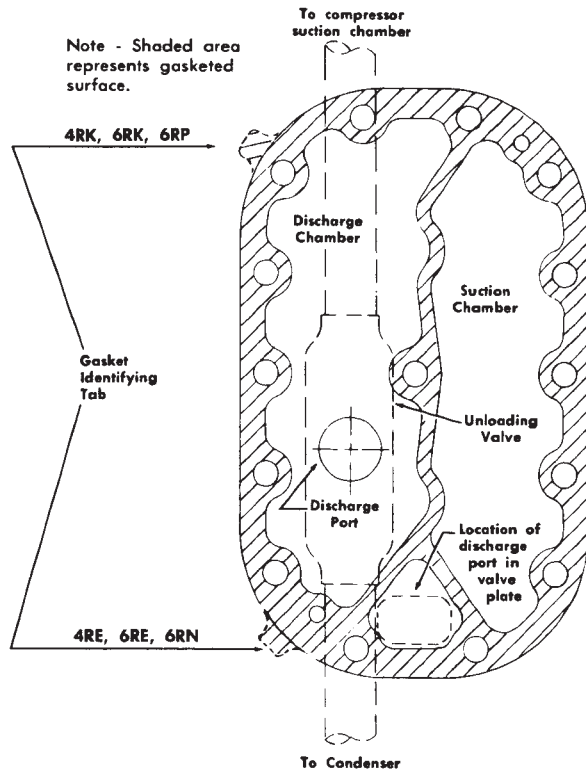 To compressor
suction chamber
Note - Shaded area
represents gasketed
surface.
4RK, 6RK, 6RP
Discharge
Chamber
Suction
Chamber
Gasket
Identifying
Tab
Unloading
Valve
Discharge
Port
Location of
discharge
port in
valve
plate
4RE, 6RE, 6RN
To Condenser